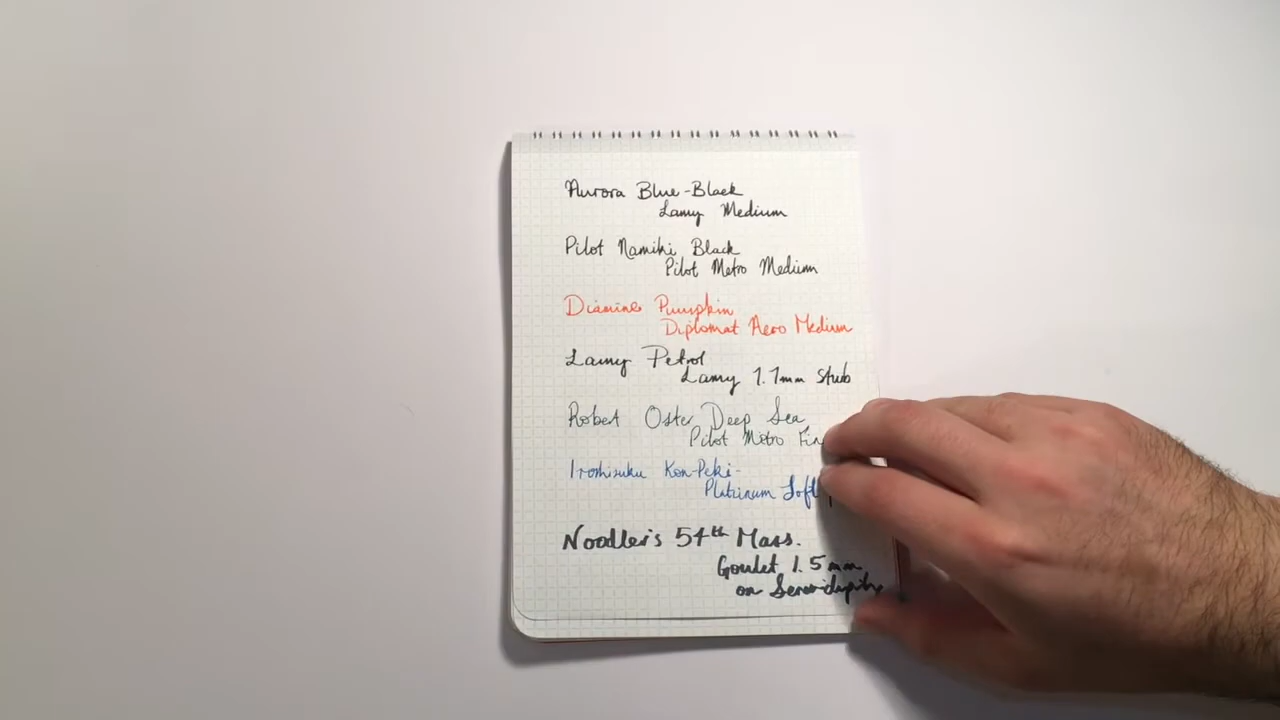 Aurora Blue-Black
Lamy Medium
Pilot Namiki Black
Pilot Metro Medium
Diamine Pumpkin
Diplomat Aero Medium
Lamy Petrol
Lamy 1.1mm Stub
Robert Oster Deep Sea
Pilot Metro Fin
Iroshizuku Kon-Peki
Platinum Soft
Noodler's 54th Mass.
Goulet 1.5mm
on Serendipity